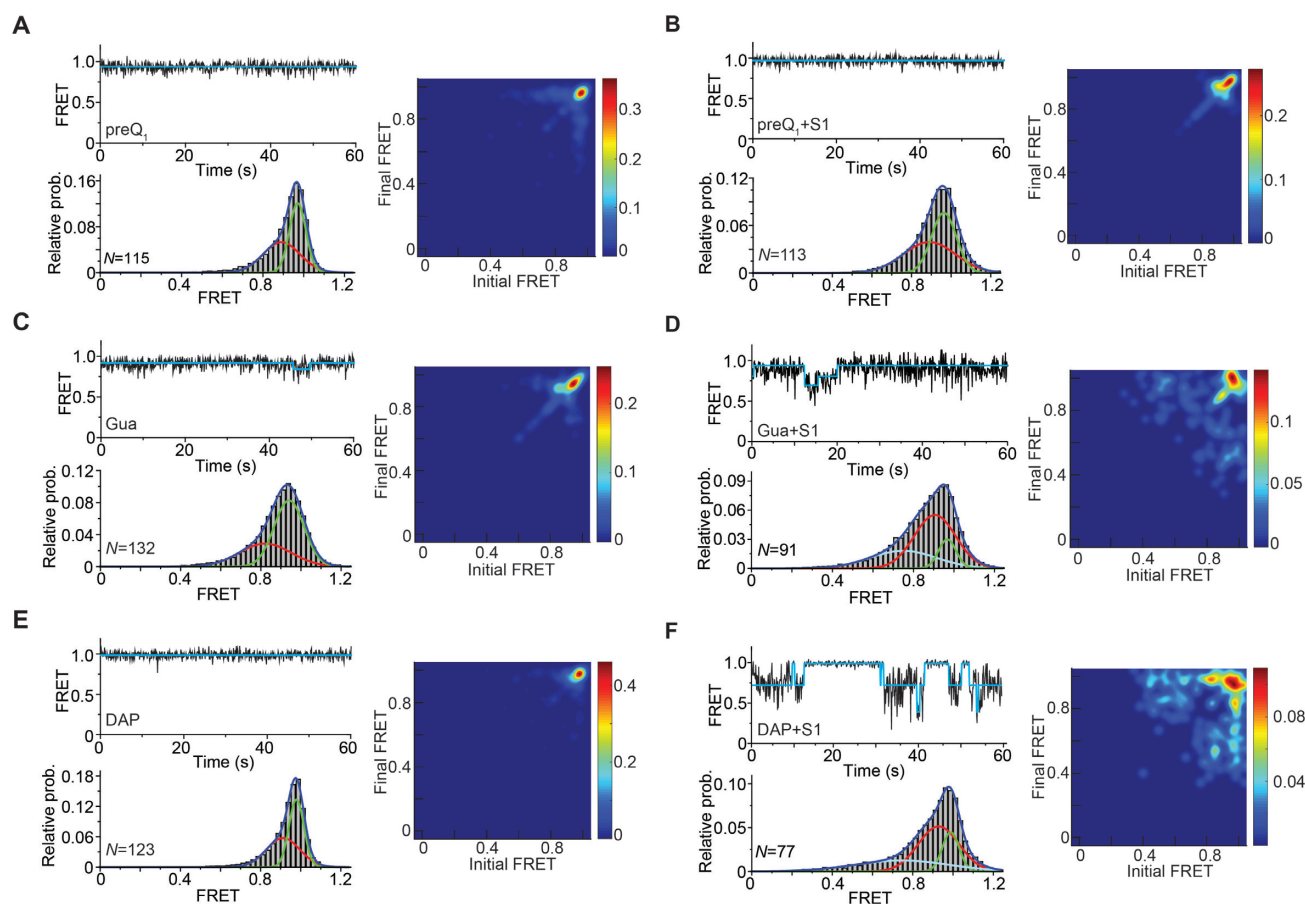 A
FRET
1.0
0.5
0
preQ1
0 20 40 60
Time (s)
Relative prob.
0.16
0.12
0.08
0.04
0
N=115
0 0.4 0.8 1.2
FRET
Final FRET
0.8
0.4
0
0 0.4 0.8
Initial FRET
0.3
0.2
0.1
0
B
FRET
1.0
0.5
0
preQ1+S1
0 20 40 60
Time (s)
Relative prob.
0.12
0.08
0.04
0
N=113
0 0.4 0.8 1.2
FRET
Final FRET
0.8
0.4
0
0 0.4 0.8
Initial FRET
0.2
0.1
0
C
FRET
1.0
0.5
0
Gua
0 20 40 60
Time (s)
Relative prob.
0.12
0.08
0.04
0
N=132
0 0.4 0.8 1.2
FRET
Final FRET
0.8
0.4
0
0 0.4 0.8
Initial FRET
0.2
0.1
0
D
FRET
1.0
0.5
0
Gua+S1
0 20 40 60
Time (s)
Relative prob.
0.09
0.06
0.03
0
N=91
0 0.4 0.8 1.2
FRET
Final FRET
0.8
0.4
0
0 0.4 0.8
Initial FRET
0.1
0.05
0
E
FRET
1.0
0.5
0
DAP
0 20 40 60
Time (s)
Relative prob.
0.18
0.12
0.06
0
N=123
0 0.4 0.8 1.2
FRET
Final FRET
0.8
0.4
0
0 0.4 0.8
Initial FRET
0.4
0.2
0
F
FRET
1.0
0.5
0
DAP+S1
0 20 40 60
Time (s)
Relative prob.
0.10
0.05
0
N=77
0 0.4 0.8 1.2
FRET
Final FRET
0.8
0.4
0
0 0.4 0.8
Initial FRET
0.08
0.04